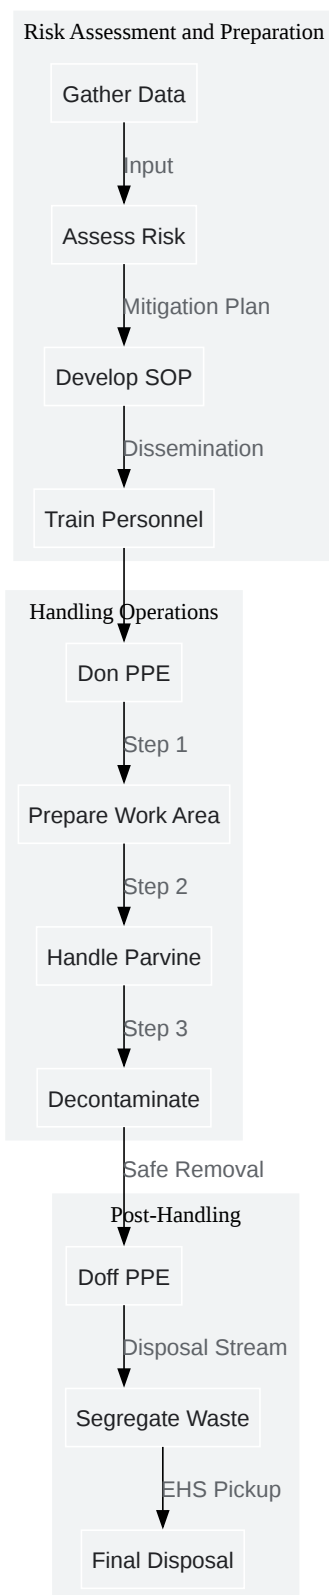 Risk Assessment and Preparation
Gather Data
Input
Assess Risk
Mitigation Plan
Develop SOP
Dissemination
Train Personnel
Handling Operations
Don PPE
Step 1
Prepare Work Area
Step 2
Handle Parvine
Step 3
Decontaminate
Safe Removal
Post-Handling
Doff PPE
Disposal Stream
Segregate Waste
EHS Pickup
Final Disposal